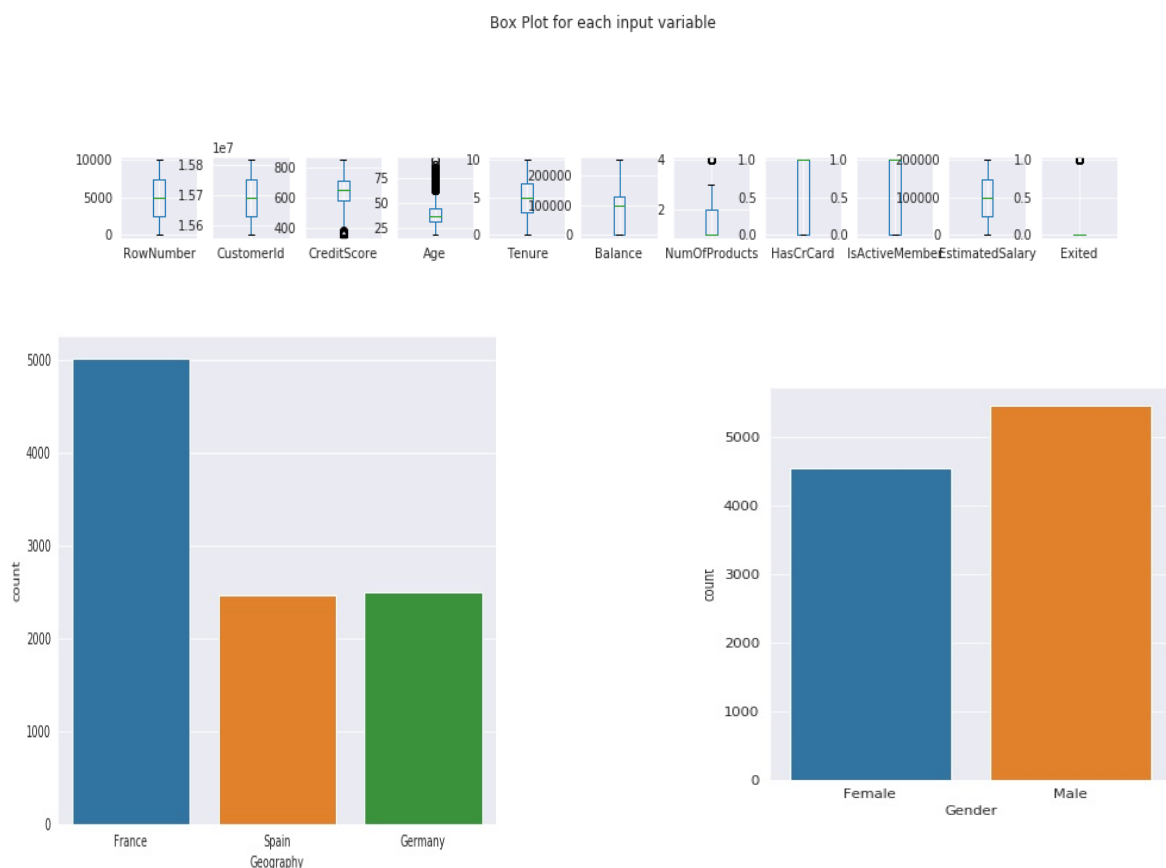 Box Plot for each input variable
1e7
10000
5000
0
RowNumber
1.58
1.57
1.56
CustomerId
800
600
400
CreditScore
75
50
25
Age
10
5
0
Tenure
200000
100000
0
Balance
4
2
NumOfProducts
1.0
0.5
0.0
HasCrCard
1.0
0.5
0.0
IsActiveMember
200000
100000
0
EstimatedSalary
1.0
0.5
0.0
Exited
5000
4000
3000
2000
1000
0
count
France
Spain
Germany
Geography
5000
4000
3000
2000
1000
0
count
Female
Male
Gender